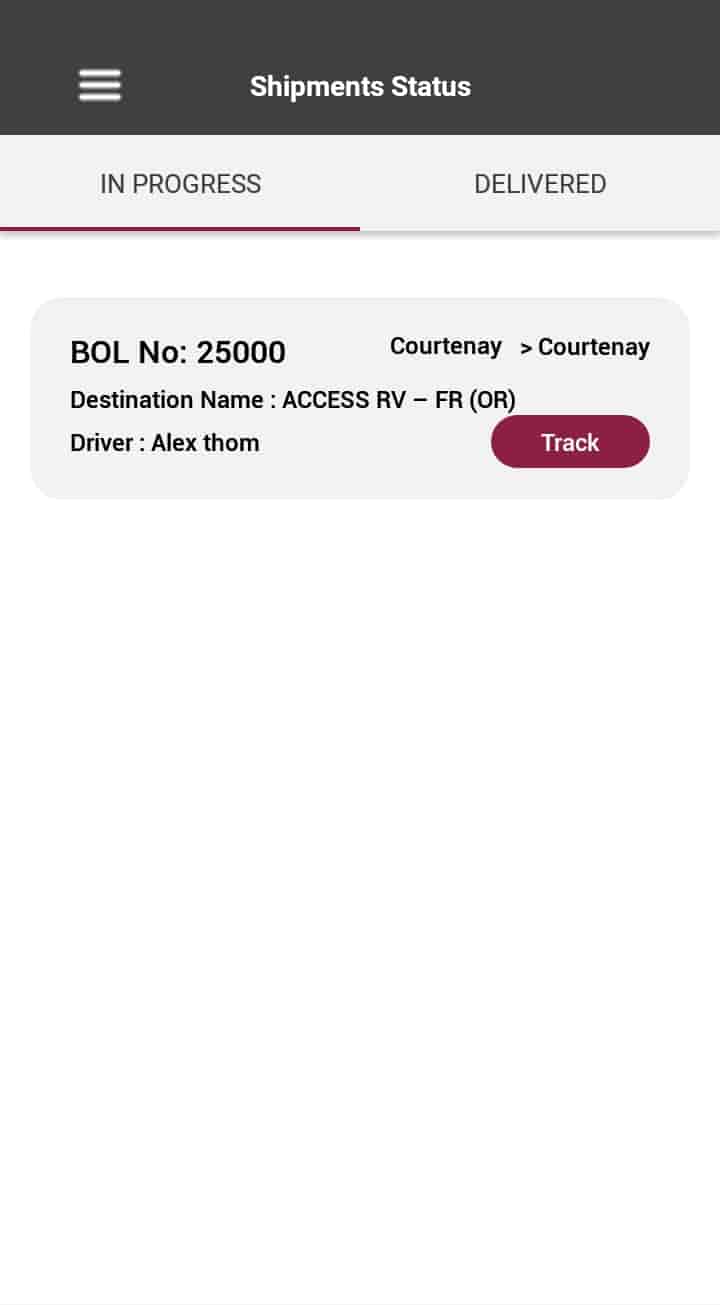 Shipments Status
IN PROGRESS
DELIVERED
BOL No: 25000
Courtenay > Courtenay
Destination Name : ACCESS RV – FR (OR)
Driver : Alex thom
Track